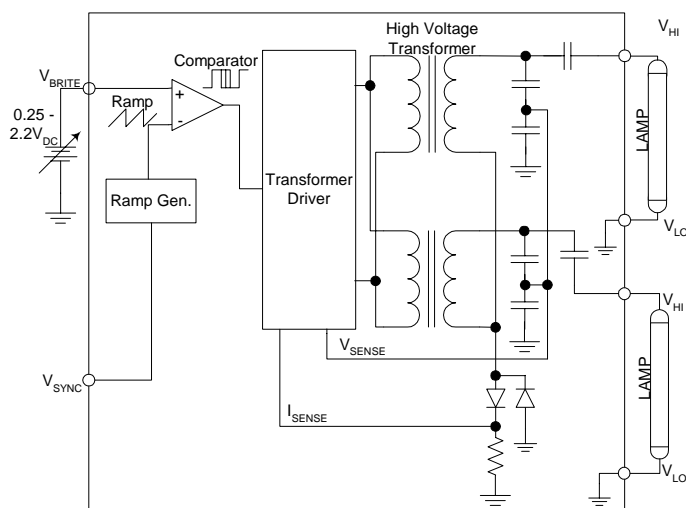 High Voltage
Transformer
V_HI
Comparator
V_BRITE
Ramp
+
-
0.25 -
2.2V_DC
LAMP
Ramp Gen.
Transformer
Driver
V_LO
V_HI
V_SENSE
V_SYNC
LAMP
I_SENSE
V_LO